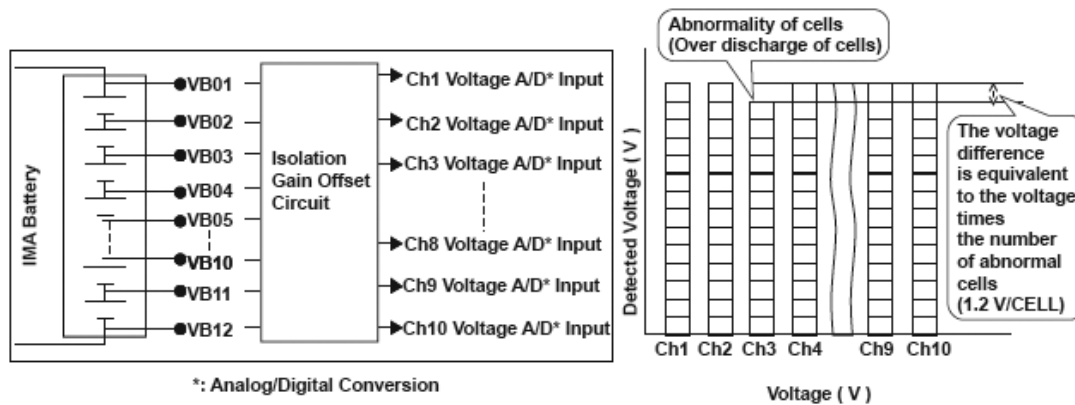 IMA Battery
VB01
VB02
VB03
VB04
VB05
VB10
VB11
VB12
Isolation
Gain Offset
Circuit
Ch1 Voltage A/D* Input
Ch2 Voltage A/D* Input
Ch3 Voltage A/D* Input
Ch8 Voltage A/D* Input
Ch9 Voltage A/D* Input
Ch10 Voltage A/D* Input
*: Analog/Digital Conversion
Abnormality of cells
(Over discharge of cells)
Detected Voltage ( V )
The voltage
difference
is equivalent
to the voltage
times
the number
of abnormal
cells
(1.2 V/CELL)
Ch1 Ch2 Ch3 Ch4 Ch9 Ch10
Voltage ( V )